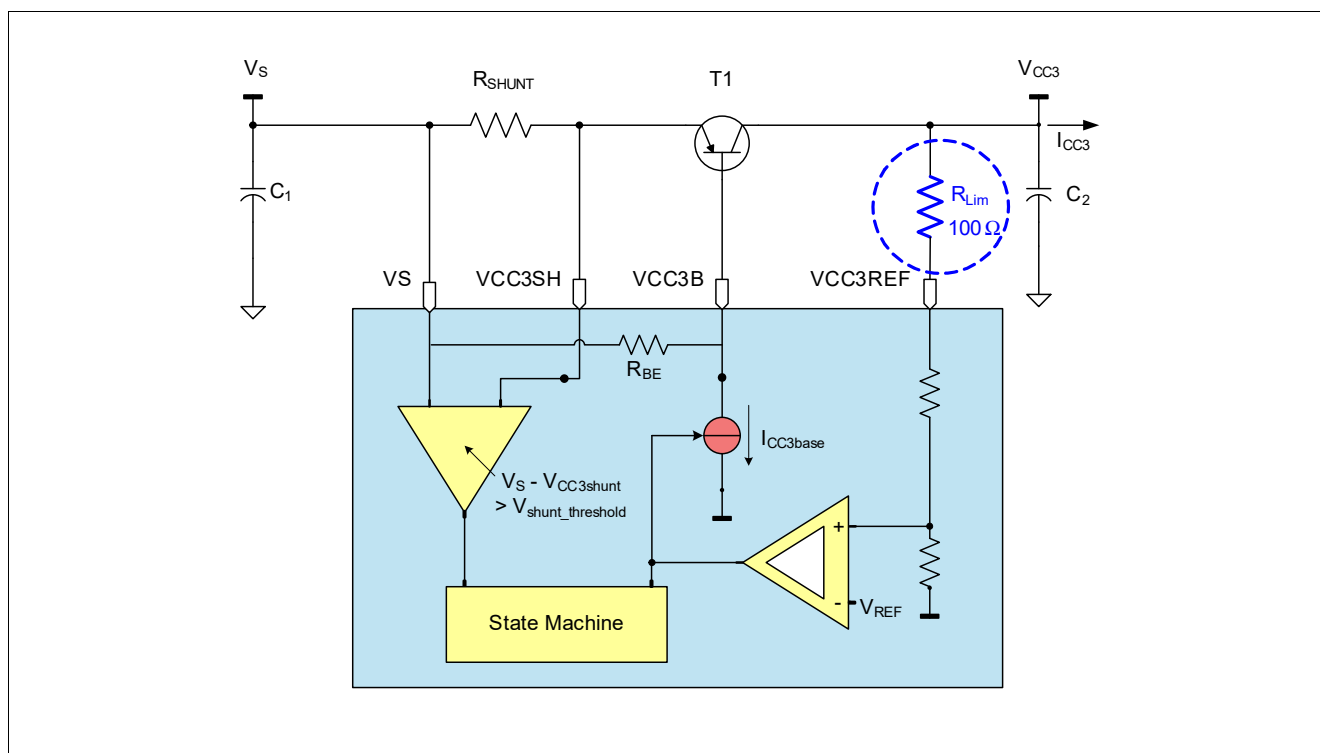 VS
RSHUNT
T1
VCC3
ICC3
C1
RLim
100 Ω
C2
VS
VCC3SH
VCC3B
VCC3REF
RBE
ICC3base
VS - VCC3shunt
> Vshunt_threshold
+
-
VREF
State Machine